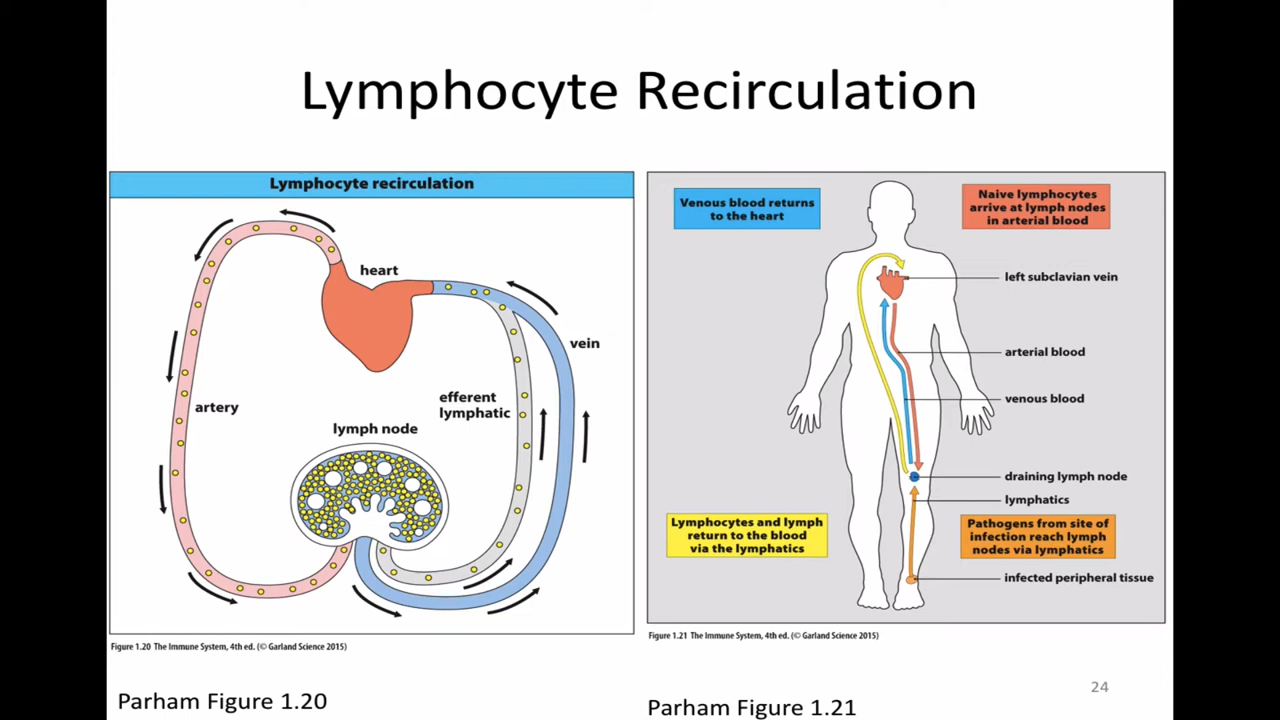 Lymphocyte Recirculation
Lymphocyte recirculation
heart
vein
artery
efferent
lymphatic
lymph node
Figure 1.20 The Immune System, 4th ed. (© Garland Science 2015)
Parham Figure 1.20
Venous blood returns
to the heart
Naive lymphocytes
arrive at lymph nodes
in arterial blood
left subclavian vein
arterial blood
venous blood
draining lymph node
lymphatics
Lymphocytes and lymph
return to the blood
via the lymphatics
Pathogens from site of
infection reach lymph
nodes via lymphatics
infected peripheral tissue
Figure 1.21 The Immune System, 4th ed. (© Garland Science 2015)
Parham Figure 1.21
24